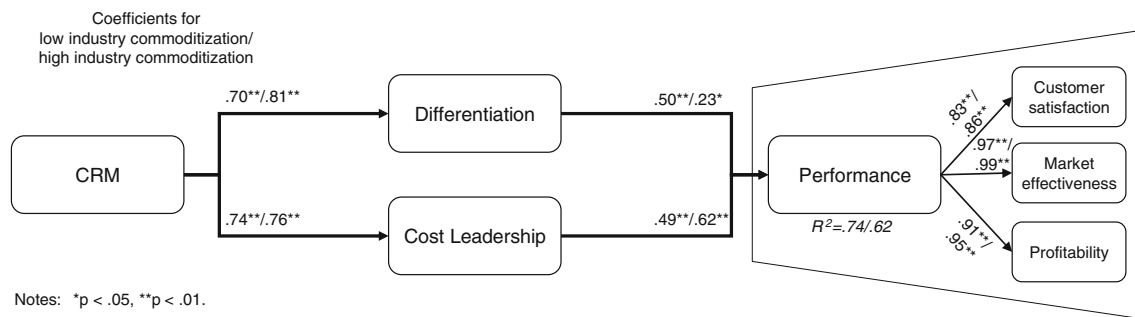 Coefficients for
low industry commoditization/
high industry commoditization
CRM
.70**/.81**
.74**/.76**
Differentiation
Cost Leadership
.50**/.23*
.49**/.62**
Performance
R²=.74/.62
.83**/
.86**
.97**/
.99**
.91**/
.95**
Customer
satisfaction
Market
effectiveness
Profitability
Notes: *p < .05, **p < .01.